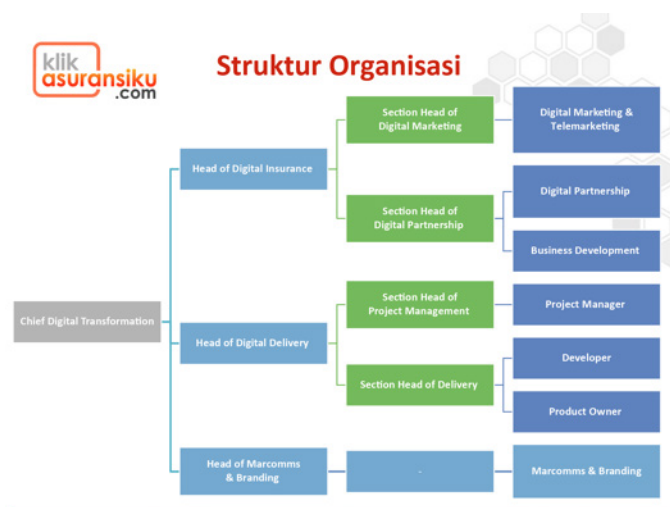 klik
asuransiku
.com
Struktur Organisasi
Chief Digital Transformation
Head of Digital Insurance
Section Head of
Digital Marketing
Digital Marketing &
Telemarketing
Section Head of
Digital Partnership
Digital Partnership
Business Development
Head of Digital Delivery
Section Head of
Project Management
Project Manager
Section Head of Delivery
Developer
Product Owner
Head of Marcomms
& Branding
-
Marcomms & Branding